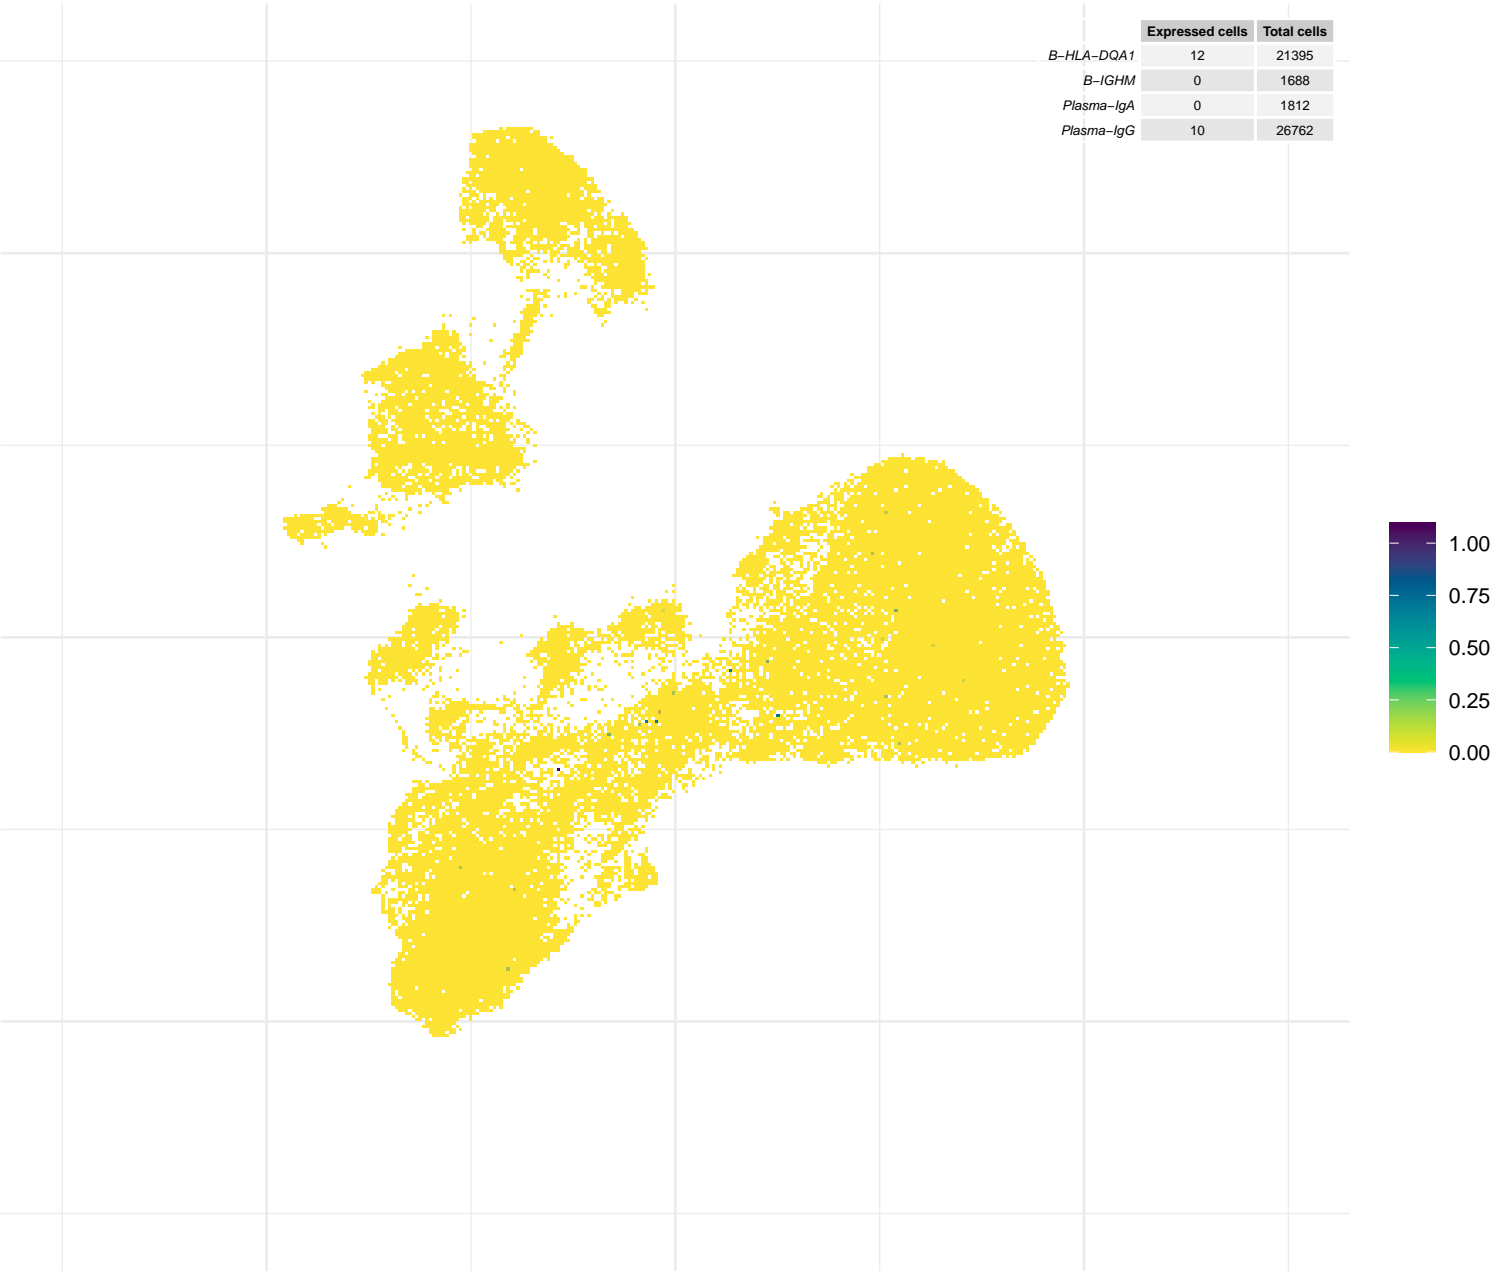 Expressed cells Total cells
B−HLA−DQA1 12 21395
B−IGHM 0 1688
Plasma−IgA 0 1812
Plasma−IgG 10 26762
1.00
0.75
0.50
0.25
0.00